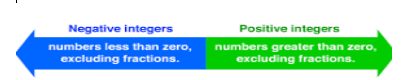 Negative integers
Positive integers
numbers less than zero,
excluding fractions.
numbers greater than zero,
excluding fractions.